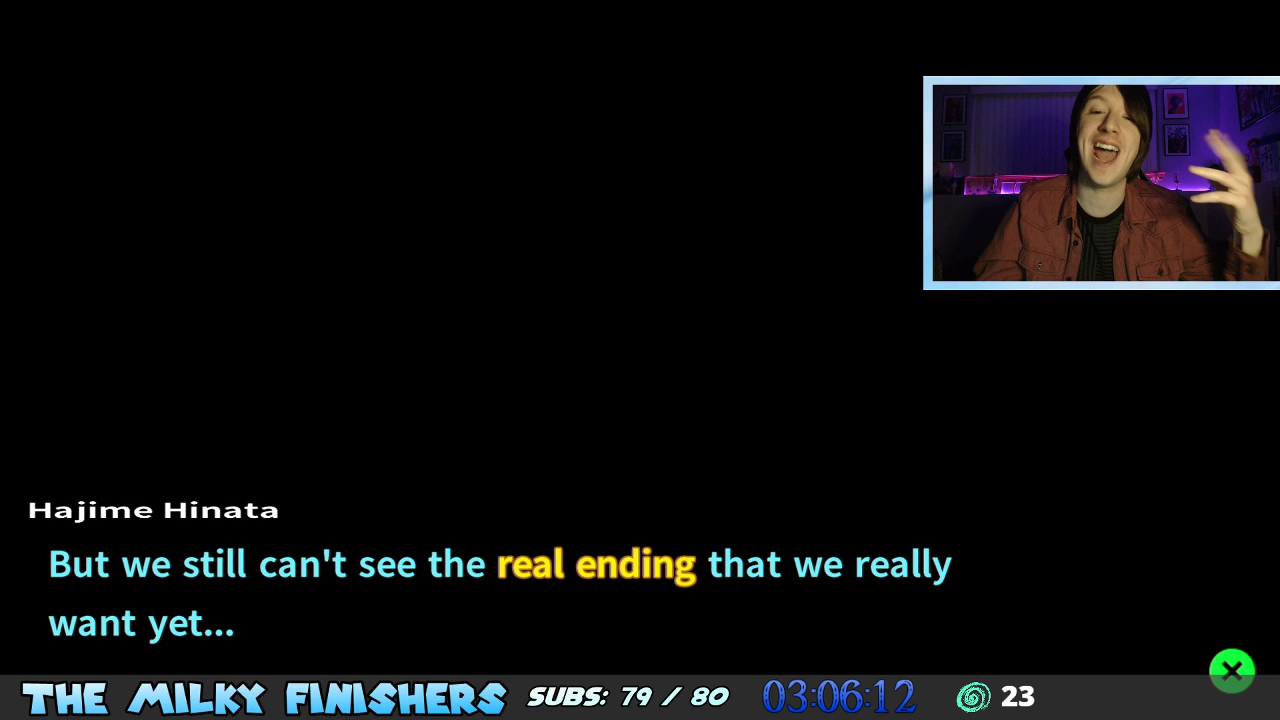 Hajime Hinata
But we still can't see the real ending that we really
want yet...
THE MILKY FINISHERS SUBS: 79 / 80 03:06:12 23